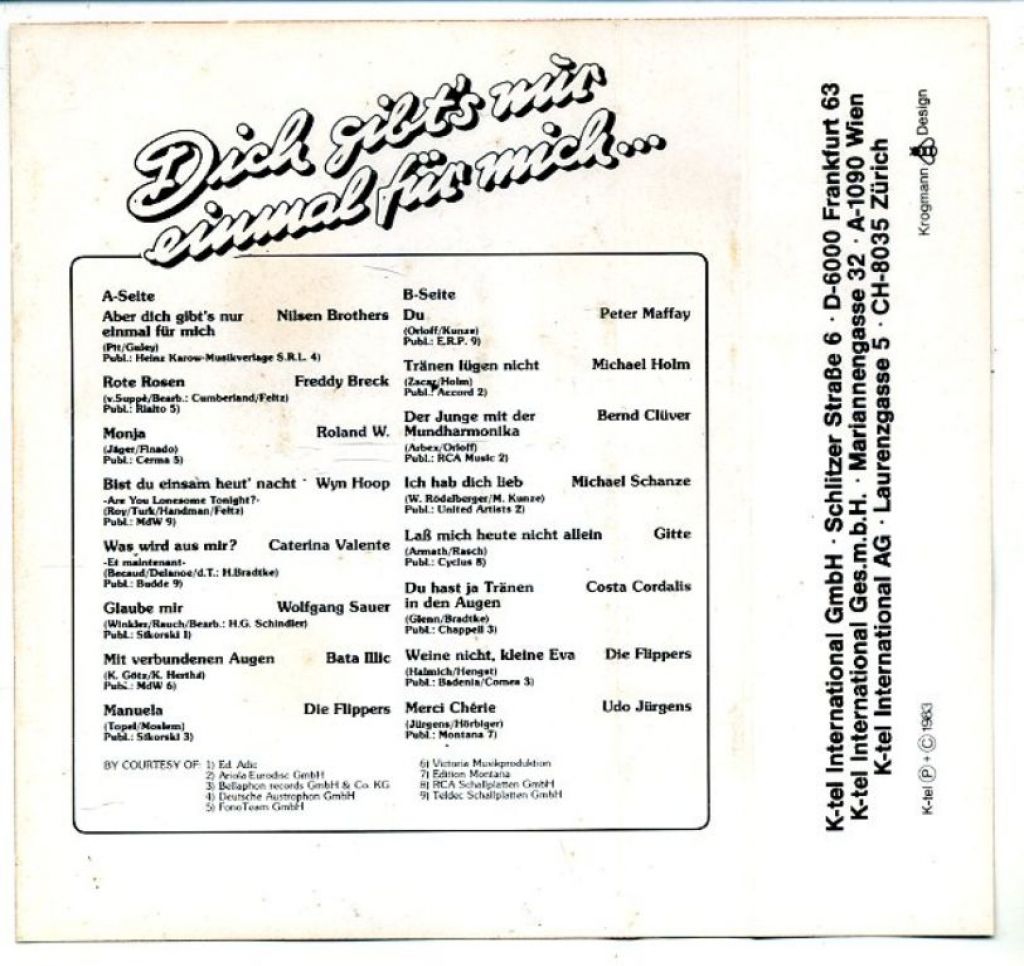 Dich gibt's nur
einmal für mich...
A-Seite
Aber dich gibt's nur Nilsen Brothers
einmal für mich
(Pit/Guley)
Publ.: Heinz Karow-Musikverlage S.R.L. 4)
Rote Rosen Freddy Breck
(v.Suppé/Bearb.: Cumberland/Feltz)
Publ.: Rialto 5)
Monja Roland W.
(Jäger/Finado)
Publ.: Cerma 5)
Bist du einsam heut' nacht Wyn Hoop
-Are You Lonesome Tonight?-
(Roy/Turk/Handman/Feltz)
Publ.: MdW 9)
Was wird aus mir? Caterina Valente
-Et maintenant-
(Becaud/Delanoe/d.T.: H.Bradtke)
Publ.: Budde 9)
Glaube mir Wolfgang Sauer
(Winkler/Rauch/Bearb.: H.G. Schindler)
Publ.: Sikorski 1)
Mit verbundenen Augen Bata Illic
(K. Götz/K. Hertha)
Publ.: MdW 6)
Manuela Die Flippers
(Topel/Moslem)
Publ.: Sikorski 3)
B-Seite
Du Peter Maffay
(Orloff/Kunze)
Publ.: E.R.P. 9)
Tränen lügen nicht Michael Holm
(Zacar/Holm)
Publ.: Accord 2)
Der Junge mit der Bernd Clüver
Mundharmonika
(Arbex/Orloff)
Publ.: RCA Music 2)
Ich hab dich lieb Michael Schanze
(W. Rödelberger/M. Kunze)
Publ.: United Artists 2)
Laß mich heute nicht allein Gitte
(Armath/Rasch)
Publ.: Cyclus 8)
Du hast ja Tränen Costa Cordalis
in den Augen
(Glenn/Bradtke)
Publ.: Chappell 3)
Weine nicht, kleine Eva Die Flippers
(Halmich/Hengst)
Publ.: Badenia/Comea 3)
Merci Chérie Udo Jürgens
(Jürgens/Hörbiger)
Publ.: Montana 7)
BY COURTESY OF: 1) Ed. Adic
2) Ariola-Eurodisc GmbH
3) Bellaphon records GmbH & Co. KG
4) Deutsche Austrophon GmbH
5) FonoTeam GmbH
6) Victoria Musikproduktion
7) Edition Montana
8) RCA Schallplatten GmbH
9) Teldec Schallplatten GmbH
K-tel International GmbH · Schlitzer Straße 6 · D-6000 Frankfurt 63
K-tel International Ges.m.b.H. · Mariannengasse 32 · A-1090 Wien
K-tel International AG · Laurenzgasse 5 · CH-8035 Zürich
K-tel Ⓟ + © 1983
Krogmann Design